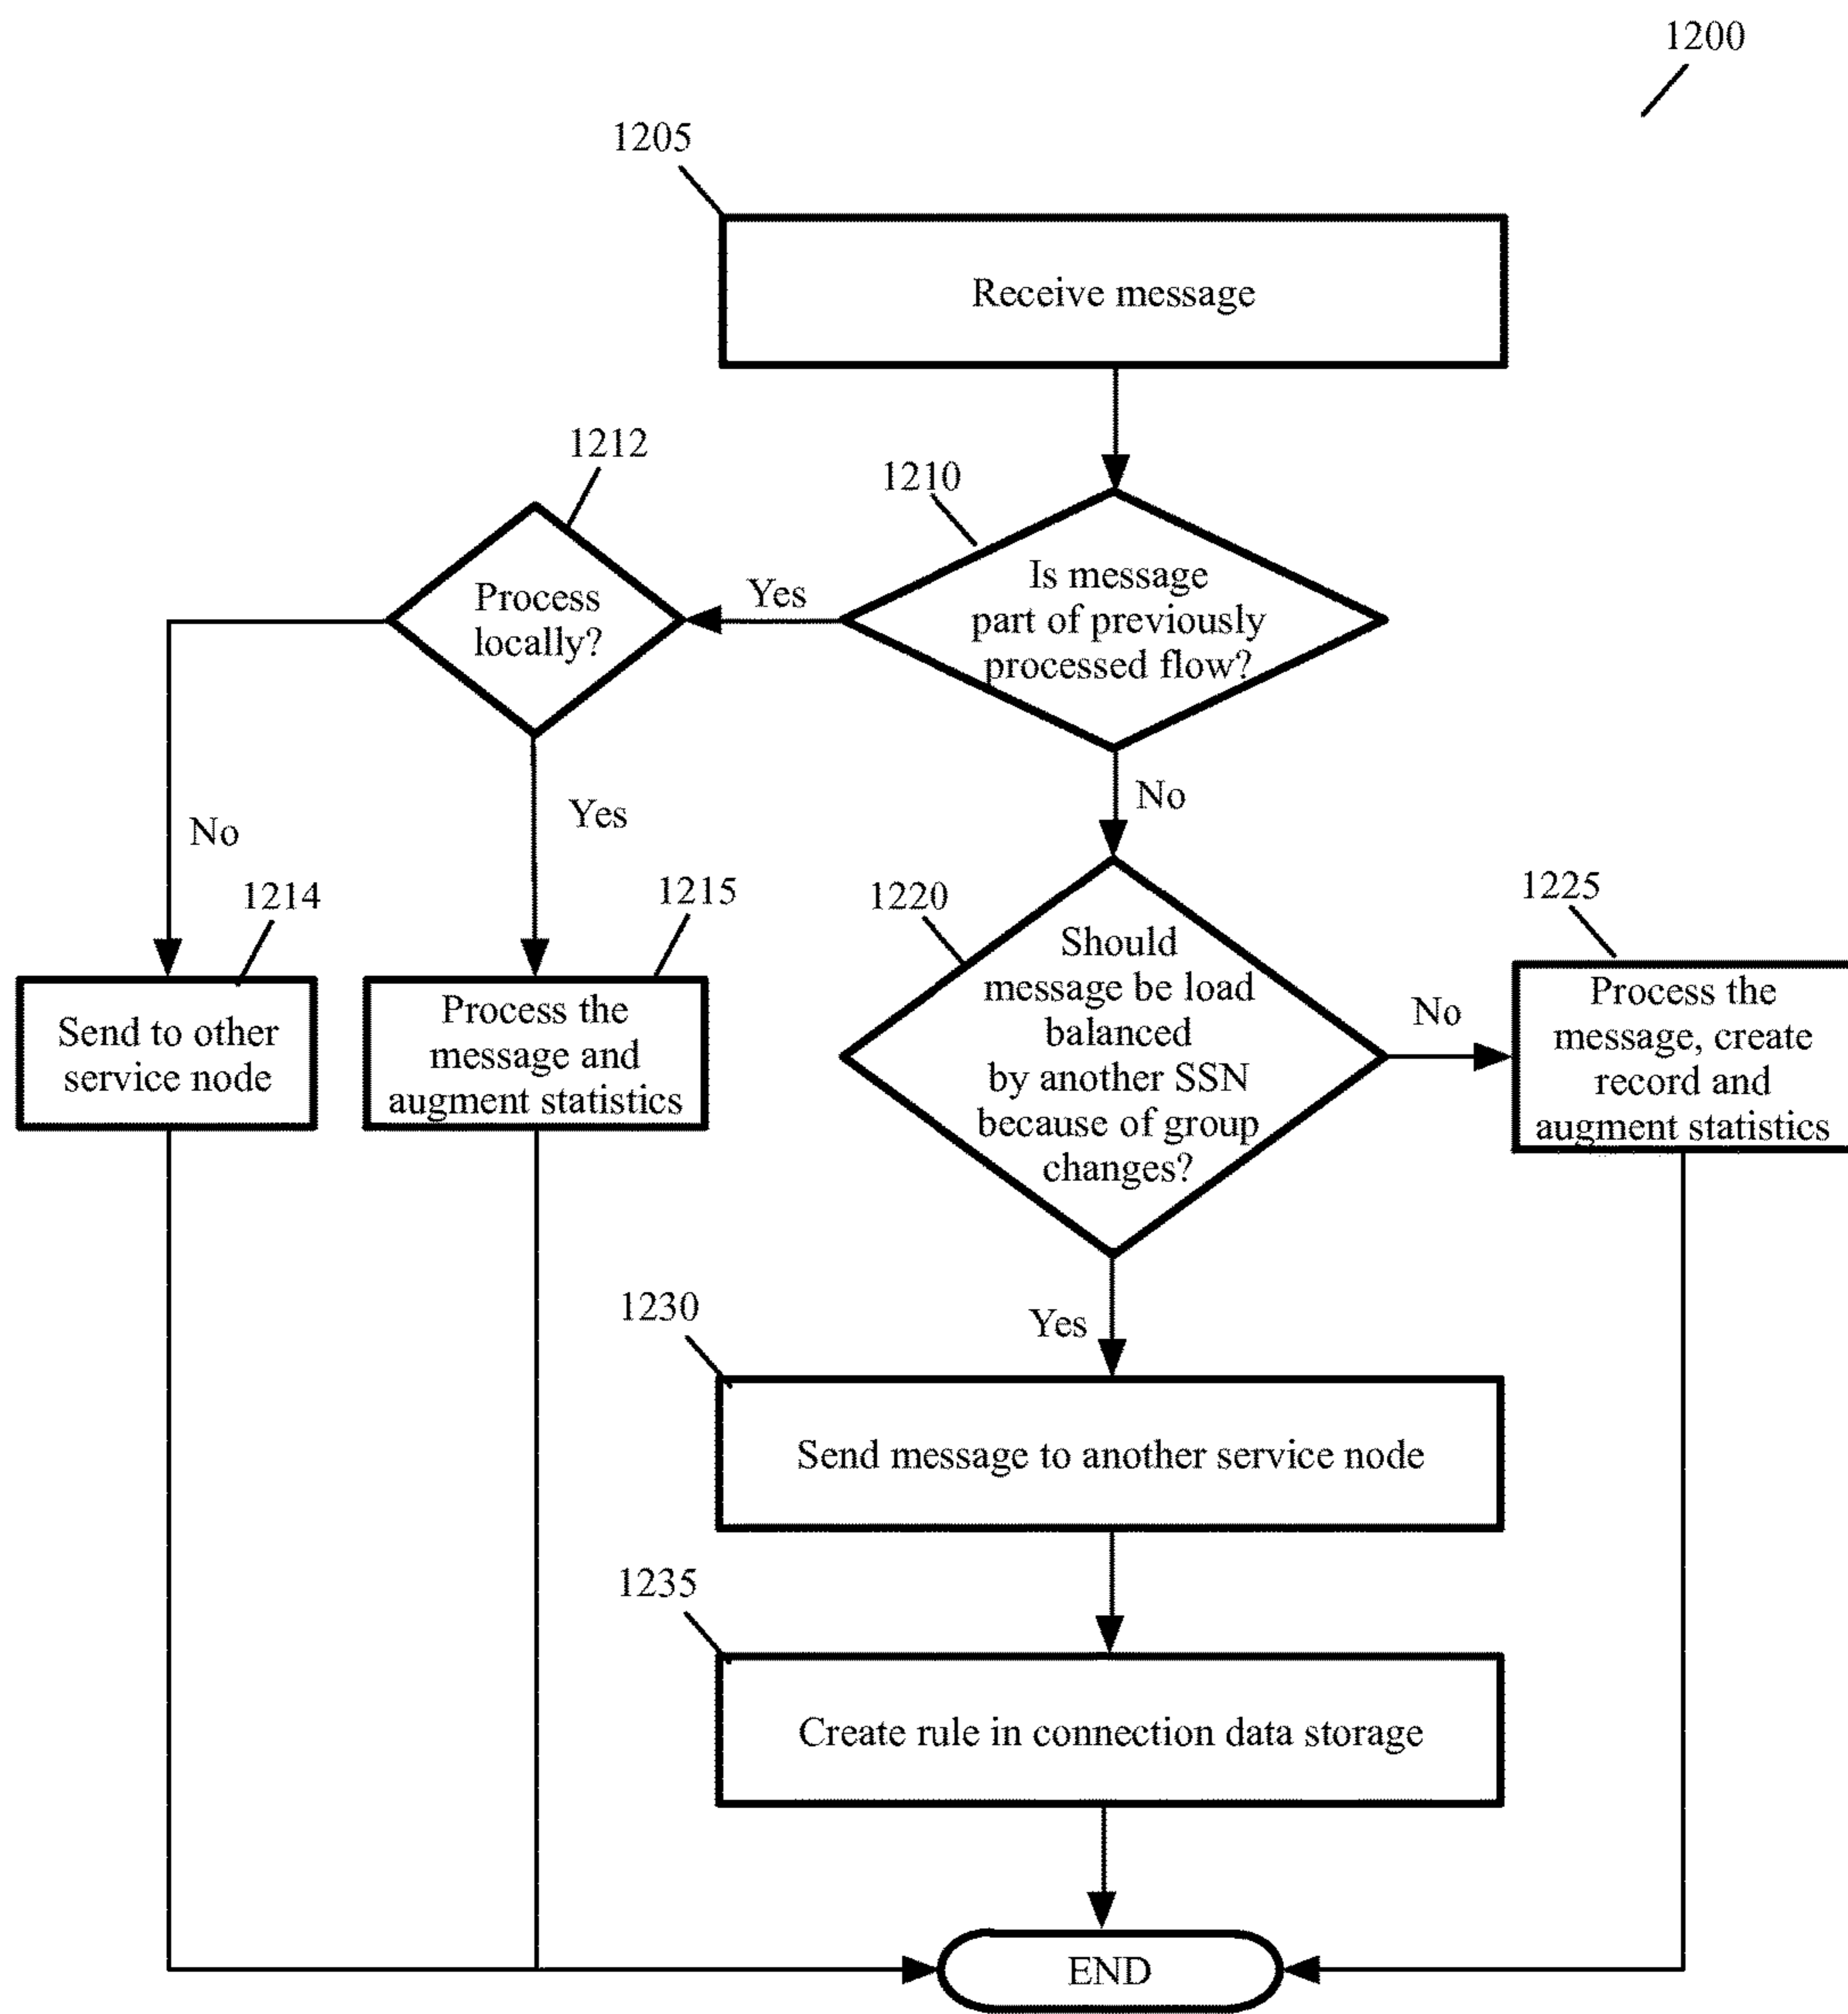 1200
1205
Receive message
1212
1210
Process
locally?
Yes
Is message
part of previously
processed flow?
No
Yes
No
1214
1215
1220
1225
Send to other
service node
Process the
message and
augment statistics
Should
message be load
balanced
by another SSN
because of group
changes?
No
Process the
message, create
record and
augment statistics
1230
Yes
Send message to another service node
1235
Create rule in connection data storage
END